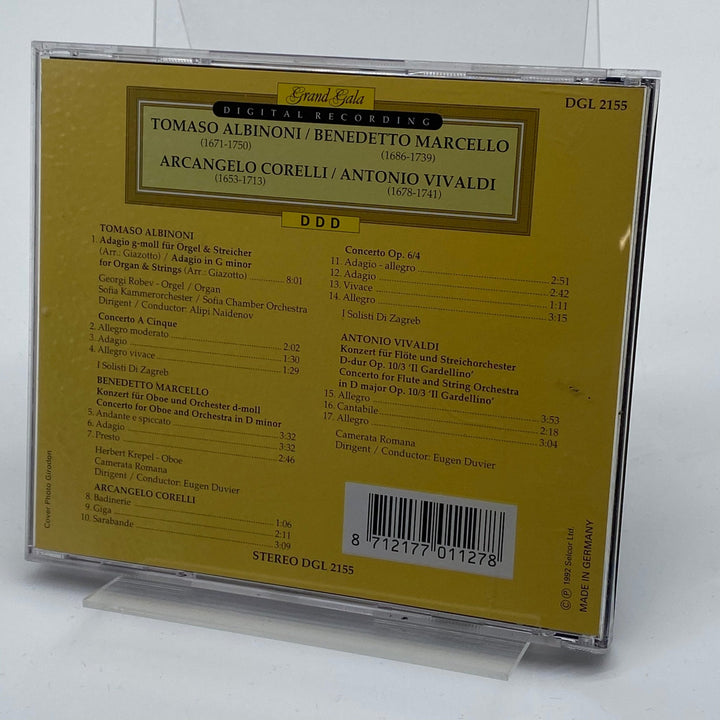 Grand Gala
DGL 2155
DIGITAL RECORDING
TOMASO ALBINONI / BENEDETTO MARCELLO
(1671-1750) (1686-1739)
ARCANGELO CORELLI / ANTONIO VIVALDI
(1653-1713) (1678-1741)
DDD
TOMASO ALBINONI
1. Adagio g-moll für Orgel & Streicher
(Arr.: Giazotto) / Adagio in G minor
for Organ & Strings (Arr.: Giazotto) 8:01
Georgi Robev - Orgel / Organ
Sofia Kammerorchester / Sofia Chamber Orchestra
Dirigent / Conductor: Alipi Naidenov
Concerto A Cinque
2. Allegro moderato 2:02
3. Adagio 1:30
4. Allegro vivace 1:29
I Solisti Di Zagreb
BENEDETTO MARCELLO
Konzert für Oboe und Orchester d-moll
Concerto for Oboe and Orchestra in D minor
5. Andante e spiccato 3:32
6. Adagio 3:32
7. Presto 2:46
Herbert Krepel - Oboe
Camerata Romana
Dirigent / Conductor: Eugen Duvier
ARCANGELO CORELLI
8. Badinerie 1:06
9. Giga 2:11
10. Sarabande 3:09
Concerto Op. 6/4
11 Adagio - allegro 2:51
12. Adagio 2:42
13. Vivace 1:11
14. Allegro 3:15
I Solisti Di Zagreb
ANTONIO VIVALDI
Konzert für Flöte und Streichorchester
D-dur Op. 10/3 'Il Gardellino'
Concerto for Flute and String Orchestra
in D major Op. 10/3 'Il Gardellino'
15. Allegro 3:53
16. Cantabile 2:18
17. Allegro 3:04
Camerata Romana
Dirigent / Conductor: Eugen Duvier
8 712177 011278
STEREO DGL 2155
Cover Photo Giraudon
© ℗ 1992 Selcor Ltd.
MADE IN GERMANY